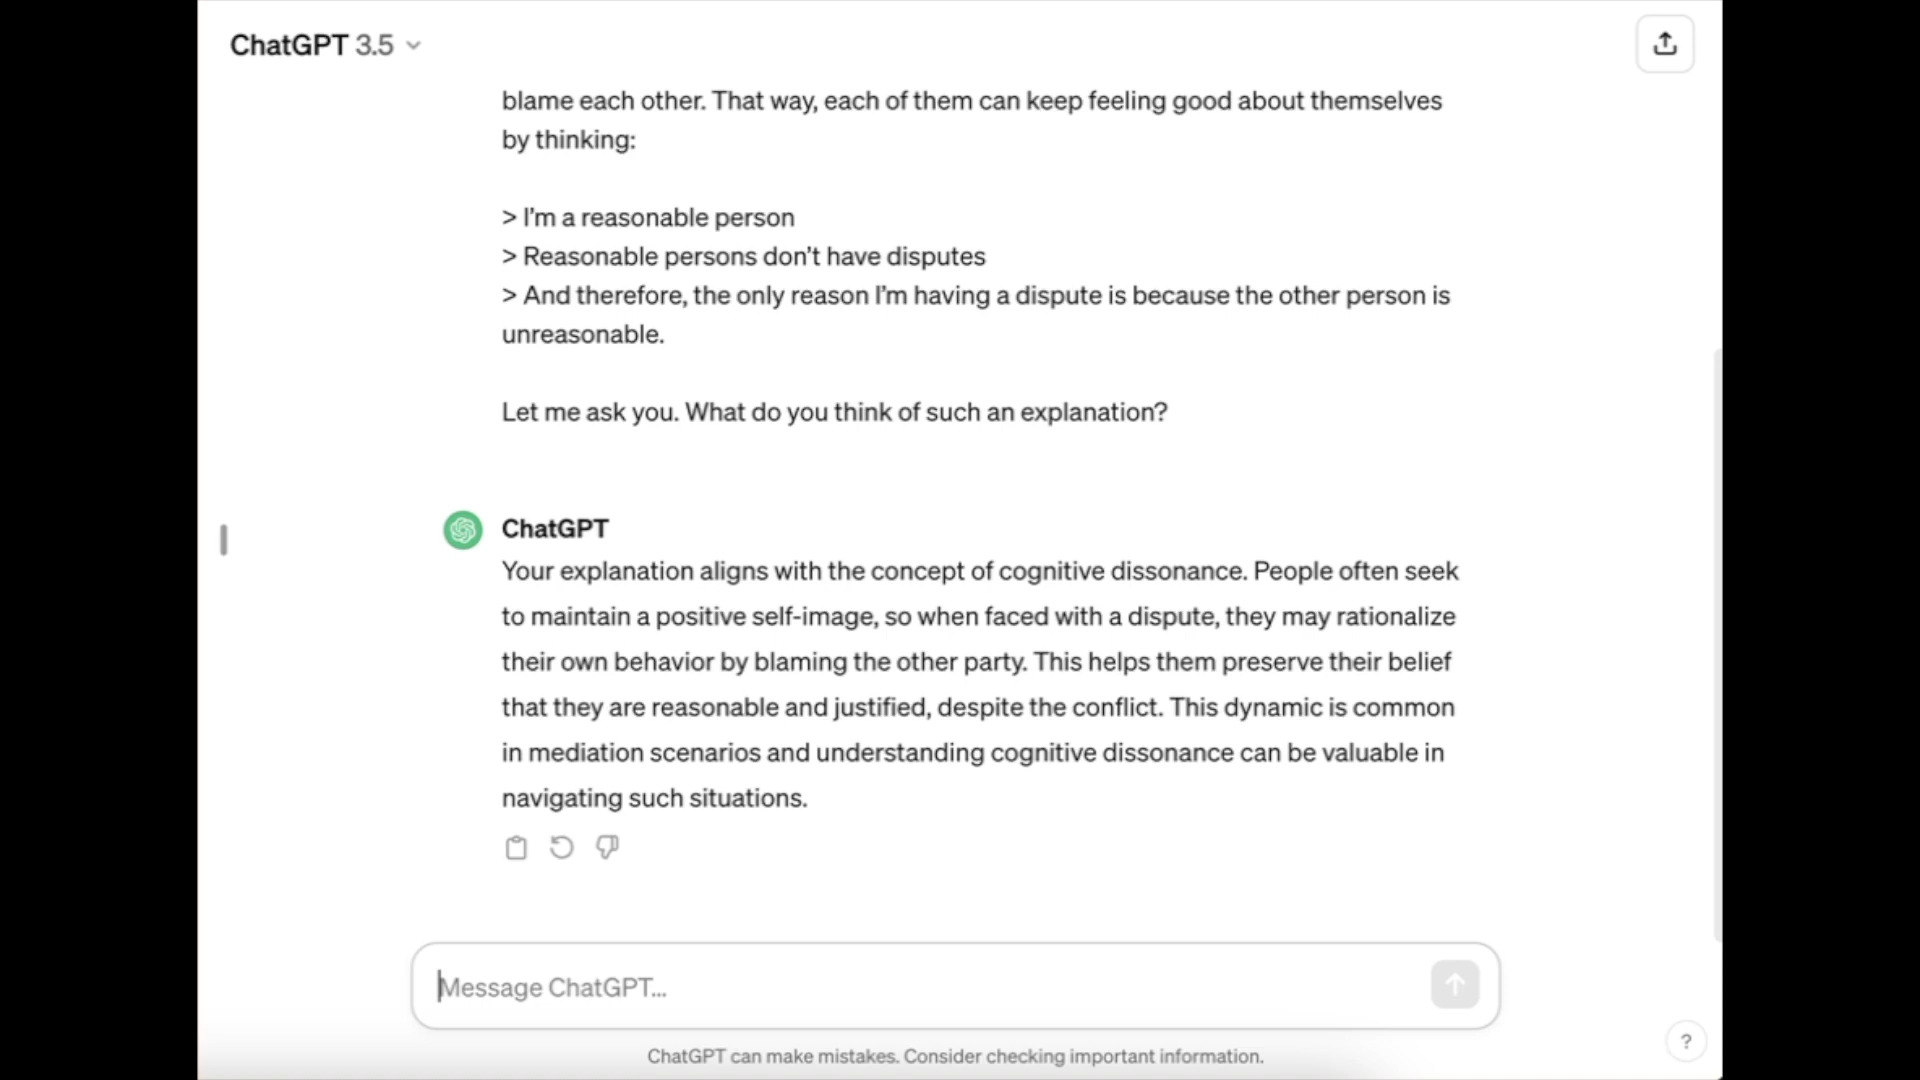 ChatGPT 3.5
blame each other. That way, each of them can keep feeling good about themselves
by thinking:
> I’m a reasonable person
> Reasonable persons don’t have disputes
> And therefore, the only reason I’m having a dispute is because the other person is
unreasonable.
Let me ask you. What do you think of such an explanation?
ChatGPT
Your explanation aligns with the concept of cognitive dissonance. People often seek
to maintain a positive self-image, so when faced with a dispute, they may rationalize
their own behavior by blaming the other party. This helps them preserve their belief
that they are reasonable and justified, despite the conflict. This dynamic is common
in mediation scenarios and understanding cognitive dissonance can be valuable in
navigating such situations.
Message ChatGPT...
ChatGPT can make mistakes. Consider checking important information.
?